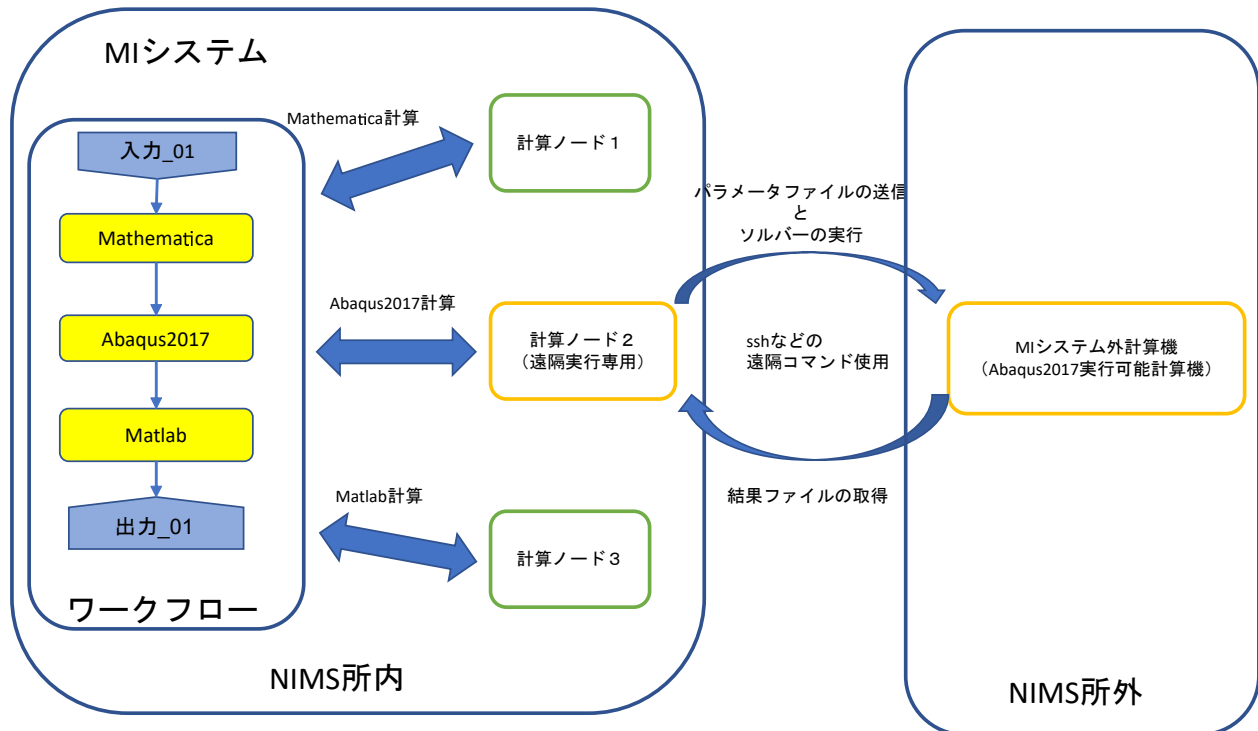 MIシステム
入力_01
Mathematica
Abaqus2017
Matlab
出力_01
ワークフロー
Mathematica計算
Abaqus2017計算
Matlab計算
計算ノード１
計算ノード２
（遠隔実行専用）
計算ノード３
NIMS所内
パラメータファイルの送信
と
ソルバーの実行
sshなどの
遠隔コマンド使用
結果ファイルの取得
MIシステム外計算機
（Abaqus2017実行可能計算機）
NIMS所外